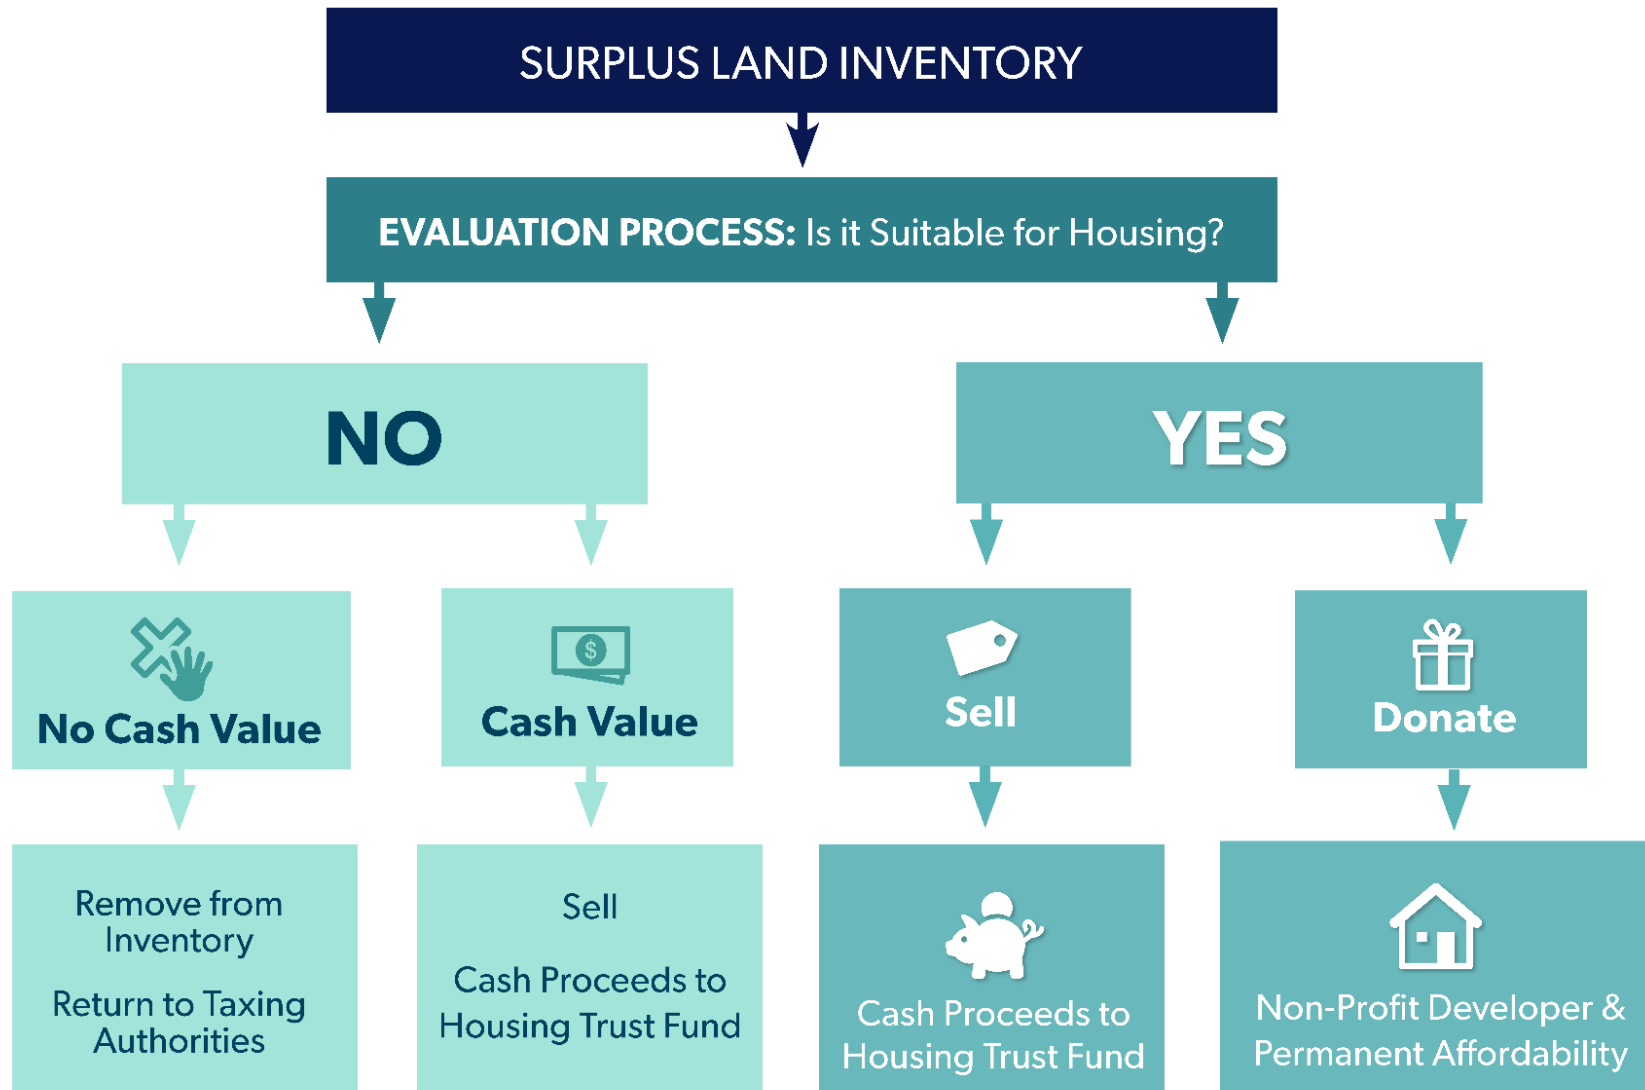 SURPLUS LAND INVENTORY
EVALUATION PROCESS: Is it Suitable for Housing?
NO
YES
No Cash Value
$
Cash Value
Sell
Donate
Remove from
Inventory
Return to Taxing
Authorities
Sell
Cash Proceeds to
Housing Trust Fund
Cash Proceeds to
Housing Trust Fund
Non-Profit Developer &
Permanent Affordability